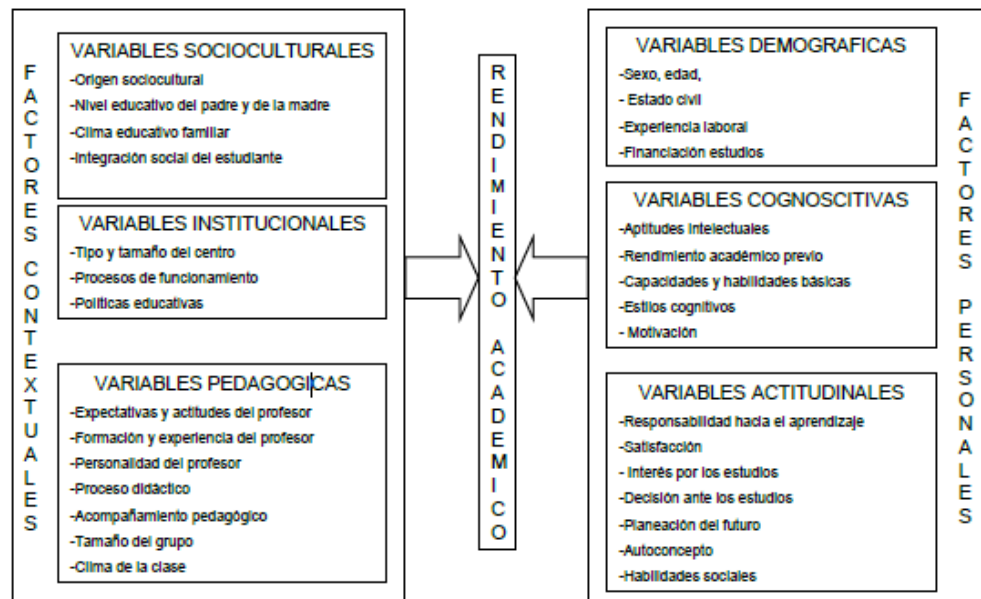 FACTORES CONTEXTUALES
VARIABLES SOCIOCULTURALES
-Origen sociocultural
-Nivel educativo del padre y de la madre
-Clima educativo familiar
-Integración social del estudiante
VARIABLES INSTITUCIONALES
-Tipo y tamaño del centro
-Procesos de funcionamiento
-Políticas educativas
VARIABLES PEDAGOGICAS
-Expectativas y actitudes del profesor
-Formación y experiencia del profesor
-Personalidad del profesor
-Proceso didáctico
-Acompañamiento pedagógico
-Tamaño del grupo
-Clima de la clase
RENDIMIENTO ACADEMICO
VARIABLES DEMOGRAFICAS
-Sexo, edad,
- Estado civil
-Experiencia laboral
-Financiación estudios
VARIABLES COGNOSCITIVAS
-Aptitudes intelectuales
-Rendimiento académico previo
-Capacidades y habilidades básicas
-Estilos cognitivos
- Motivación
VARIABLES ACTITUDINALES
-Responsabilidad hacia el aprendizaje
-Satisfacción
- Interés por los estudios
-Decisión ante los estudios
-Planeación del futuro
-Autoconcepto
-Habilidades sociales
FACTORES PERSONALES